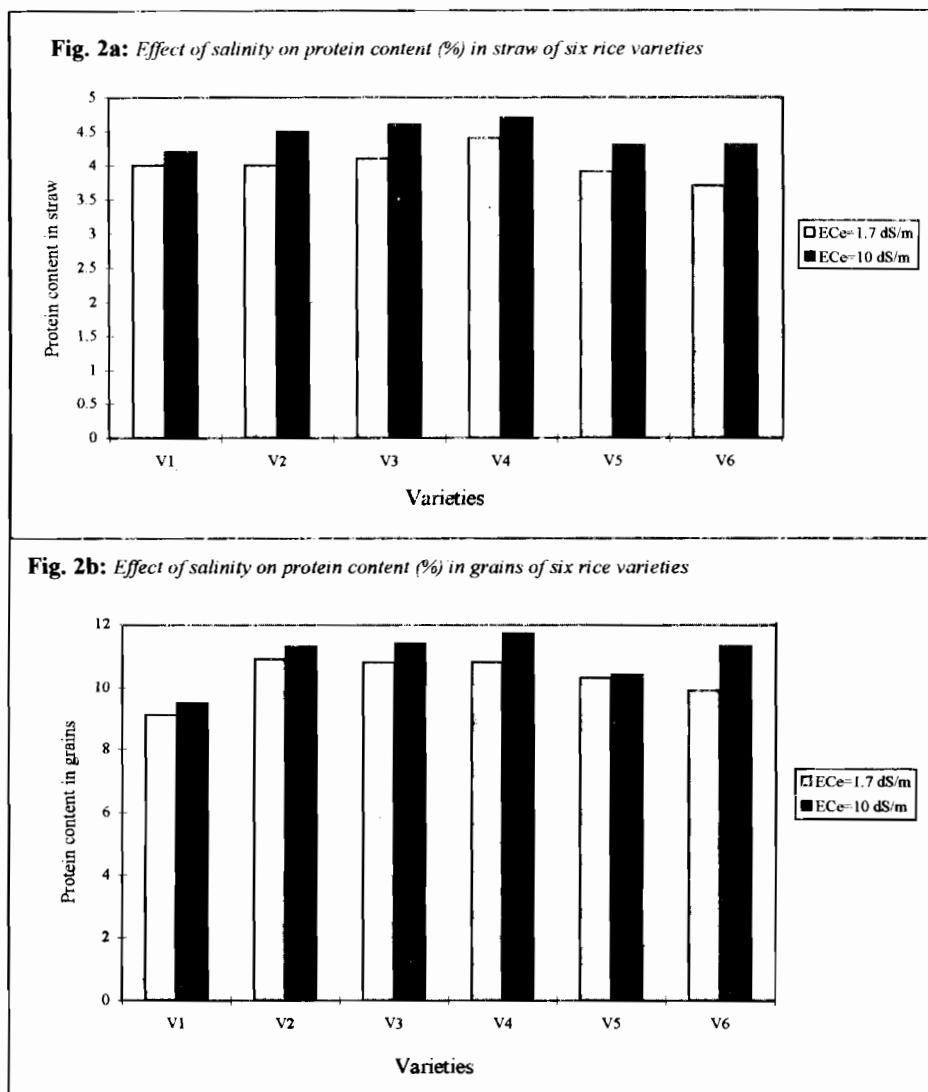 Fig. 2a: Effect of salinity on protein content (%) in straw of six rice varieties
5
4.5
4
3.5
3
2.5
2
1.5
1
0.5
0
Protein content in straw
V1 V2 V3 V4 V5 V6
Varieties
ECe=1.7 dS/m
ECe=10 dS/m
Fig. 2b: Effect of salinity on protein content (%) in grains of six rice varieties
12
10
8
6
4
2
0
Protein content in grains
V1 V2 V3 V4 V5 V6
Varieties
ECe=1.7 dS/m
ECe=10 dS/m